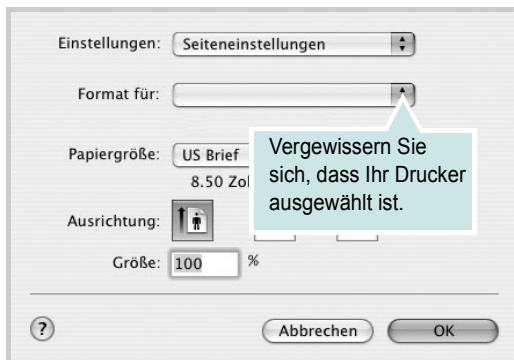 Einstellungen: Seiteneinstellungen
Format für:
Vergewissern Sie
sich, dass Ihr Drucker
ausgewählt ist.
Papiergröße: US Brief
8.50 Zol
Ausrichtung:
Größe: 100 %
? Abbrechen OK